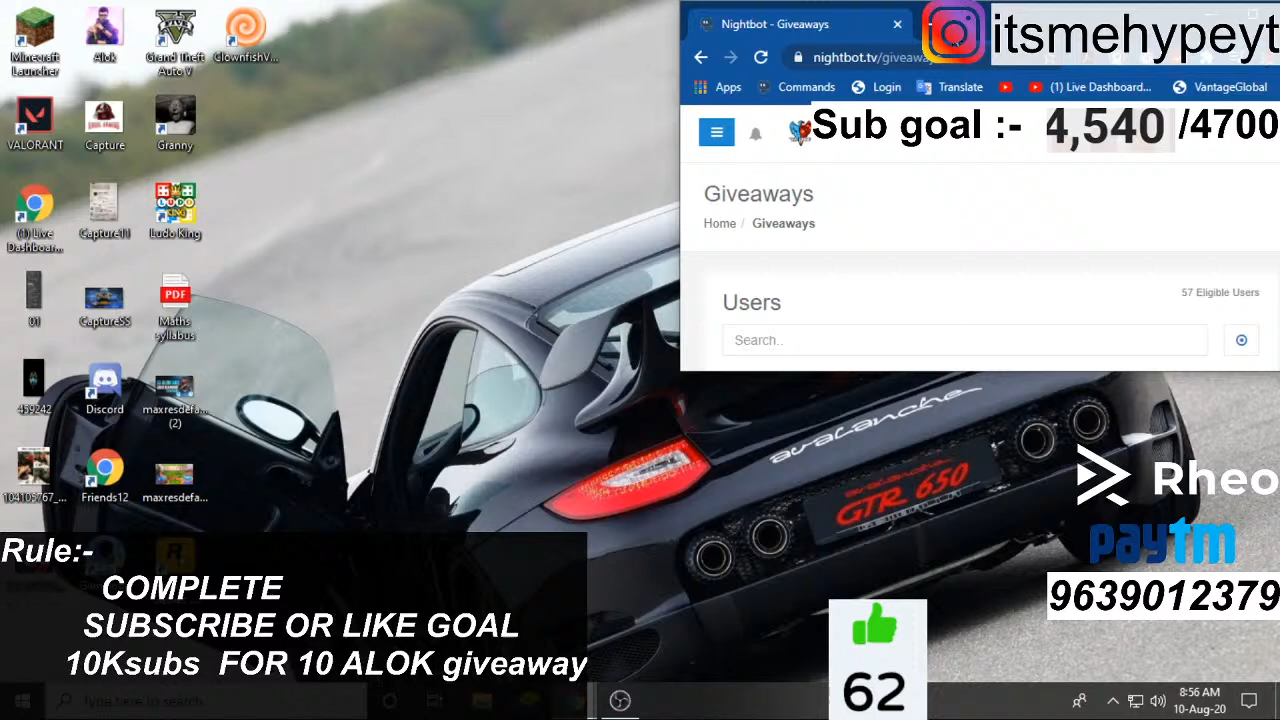 Minecraft Launcher
Alok
Grand Theft Auto V
ClownfishV...
VALORANT
Capture
Granny
(1) Live Dashboar...
Capture11
Ludo King
01
CaptureSS
PDF
Maths syllabus
439242
Discord
maxresdefa... (2)
104105767_...
Friends12
maxresdefa...
Nightbot - Giveaways
itsmehypeyt
nightbot.tv/giveaway
Apps
Commands
Login
Translate
(1) Live Dashboard...
VantageGlobal
Sub goal :- 4,540 /4700
Giveaways
Home / Giveaways
57 Eligible Users
Users
Search..
avalanche
avalanche
GTR 650
Rheo
paytm
9639012379
Rule:-
COMPLETE
SUBSCRIBE OR LIKE GOAL
10Ksubs FOR 10 ALOK giveaway
62
Type here to search
8:56 AM
10-Aug-20